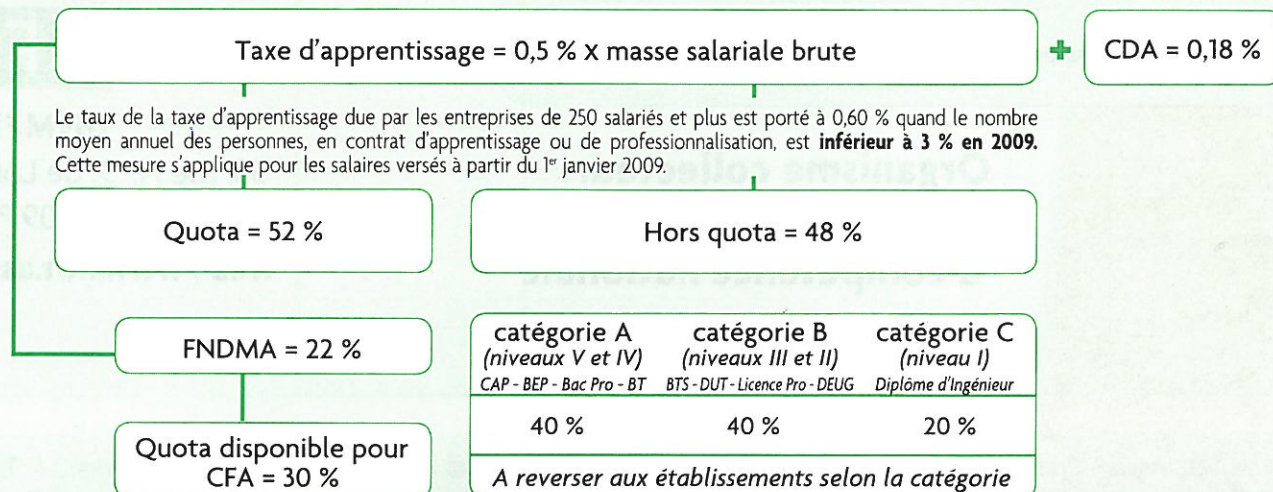 Taxe d'apprentissage = 0,5 % x masse salariale brute
+
CDA = 0,18 %
Le taux de la taxe d'apprentissage due par les entreprises de 250 salariés et plus est porté à 0,60 % quand le nombre
moyen annuel des personnes, en contrat d'apprentissage ou de professionnalisation, est inférieur à 3 % en 2009.
Cette mesure s'applique pour les salaires versés à partir du 1er janvier 2009.
Quota = 52 %
Hors quota = 48 %
FNDMA = 22 %
Quota disponible pour
CFA = 30 %
catégorie A
(niveaux V et IV)
CAP - BEP - Bac Pro - BT
40 %
catégorie B
(niveaux III et II)
BTS - DUT - Licence Pro - DEUG
40 %
catégorie C
(niveau I)
Diplôme d'Ingénieur
20 %
A reverser aux établissements selon la catégorie